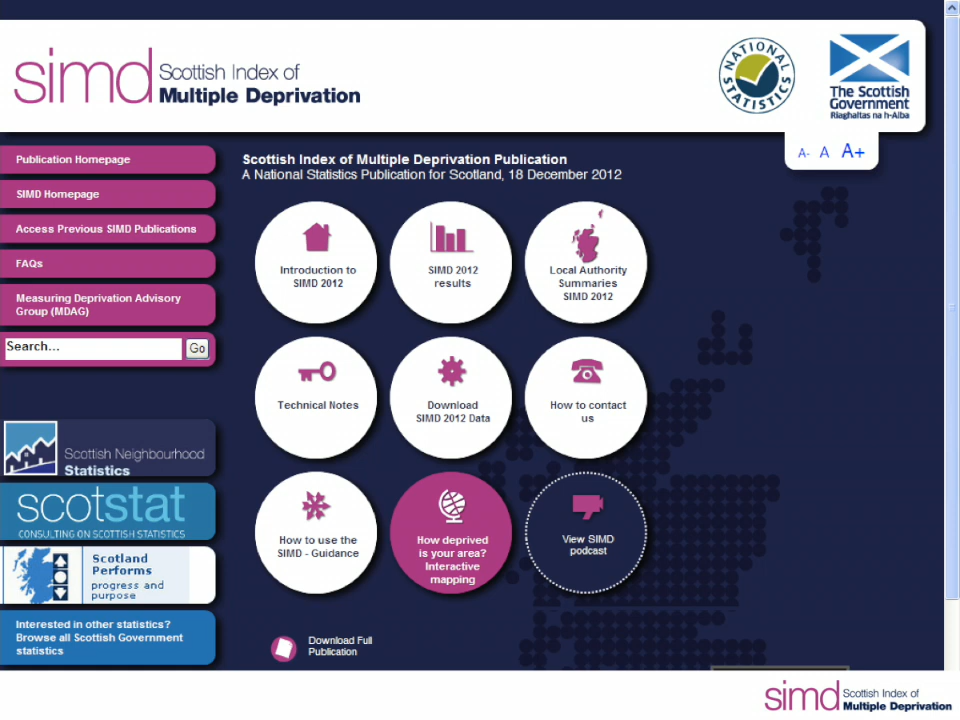 simd Scottish Index of
Multiple Deprivation
NATIONAL
STATISTICS
The Scottish
Government
Riaghaltas na h-Alba
A- A A+
Publication Homepage
SIMD Homepage
Access Previous SIMD Publications
FAQs
Measuring Deprivation Advisory
Group (MDAG)
Search...
Go
Scottish Neighbourhood
Statistics
scotstat
CONSULTING ON SCOTTISH STATISTICS
Scotland
Performs
progress and
purpose
Interested in other statistics?
Browse all Scottish Government
statistics
Scottish Index of Multiple Deprivation Publication
A National Statistics Publication for Scotland, 18 December 2012
Introduction to
SIMD 2012
SIMD 2012
results
Local Authority
Summaries
SIMD 2012
Technical Notes
Download
SIMD 2012 Data
How to contact
us
How to use the
SIMD - Guidance
How deprived
is your area?
Interactive
mapping
View SIMD
podcast
Download Full
Publication
simd Scottish Index of
Multiple Deprivation